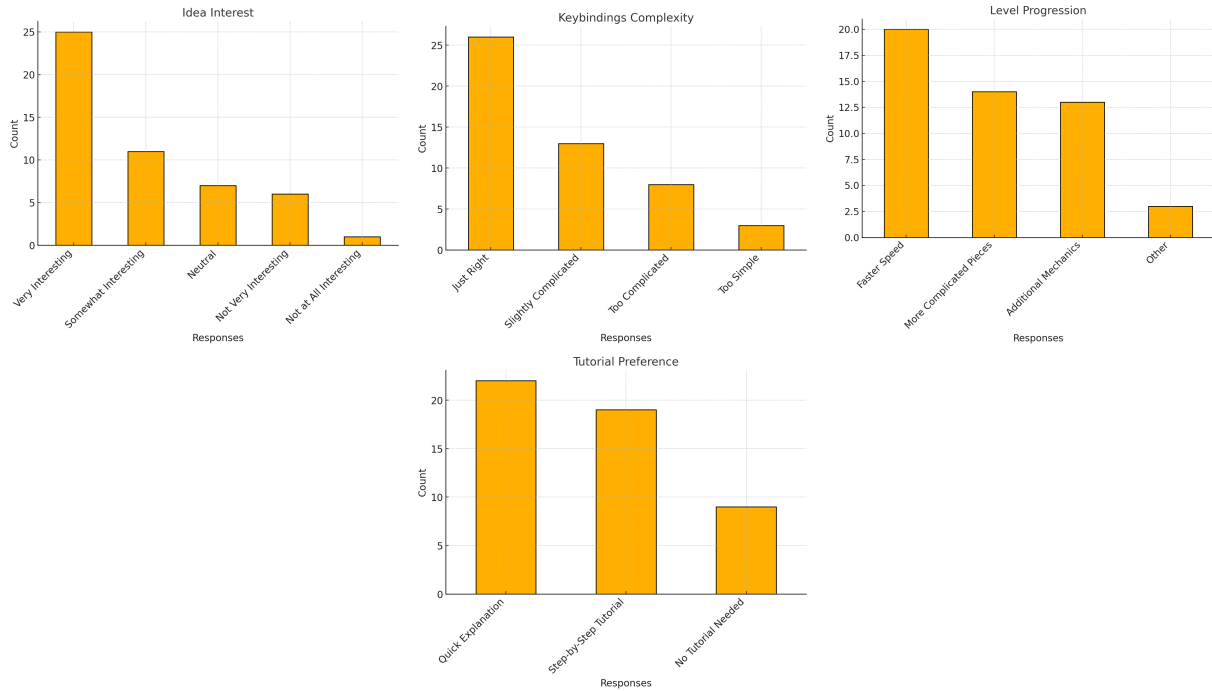 Idea Interest
Count
25
20
15
10
5
0
Very Interesting
Somewhat Interesting
Neutral
Not Very Interesting
Not at All Interesting
Responses
Keybindings Complexity
Count
25
20
15
10
5
0
Just Right
Slightly Complicated
Too Complicated
Too Simple
Responses
Level Progression
Count
20.0
17.5
15.0
12.5
10.0
7.5
5.0
2.5
0.0
Faster Speed
More Complicated Pieces
Additional Mechanics
Other
Responses
Tutorial Preference
Count
20
15
10
5
0
Quick Explanation
Step-by-Step Tutorial
No Tutorial Needed
Responses